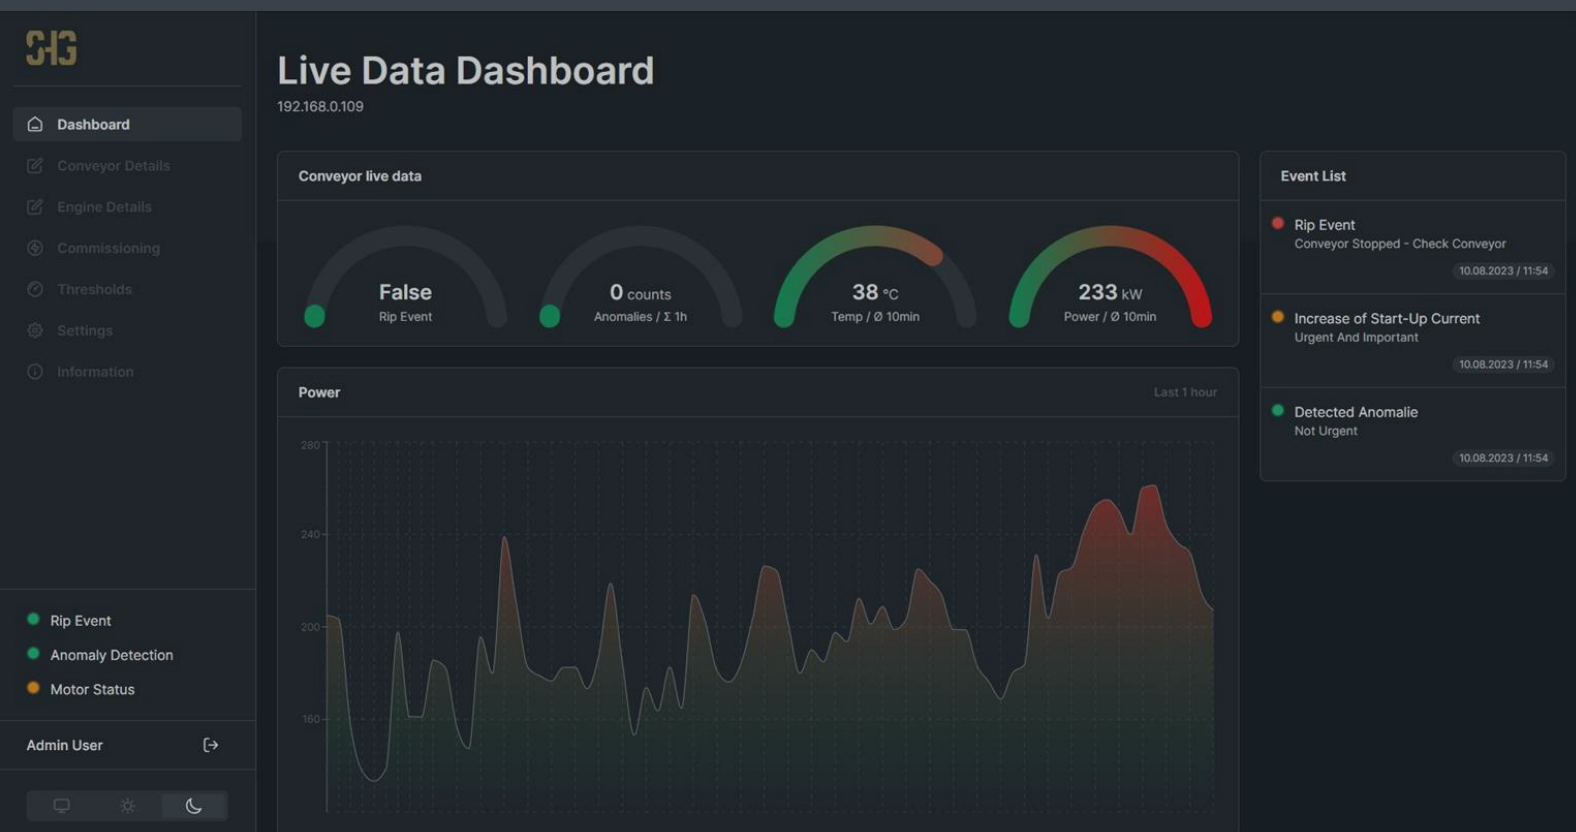 SHG
Dashboard
Conveyor Details
Engine Details
Commissioning
Thresholds
Settings
Information
Rip Event
Anomaly Detection
Motor Status
Admin User
Live Data Dashboard
192.168.0.109
Conveyor live data
False
Rip Event
0 counts
Anomalies / Σ 1h
38 °C
Temp / Ø 10min
233 kW
Power / Ø 10min
Power
Last 1 hour
280
240
200
160
Event List
Rip Event
Conveyor Stopped - Check Conveyor
10.08.2023 / 11:54
Increase of Start-Up Current
Urgent And Important
10.08.2023 / 11:54
Detected Anomalie
Not Urgent
10.08.2023 / 11:54